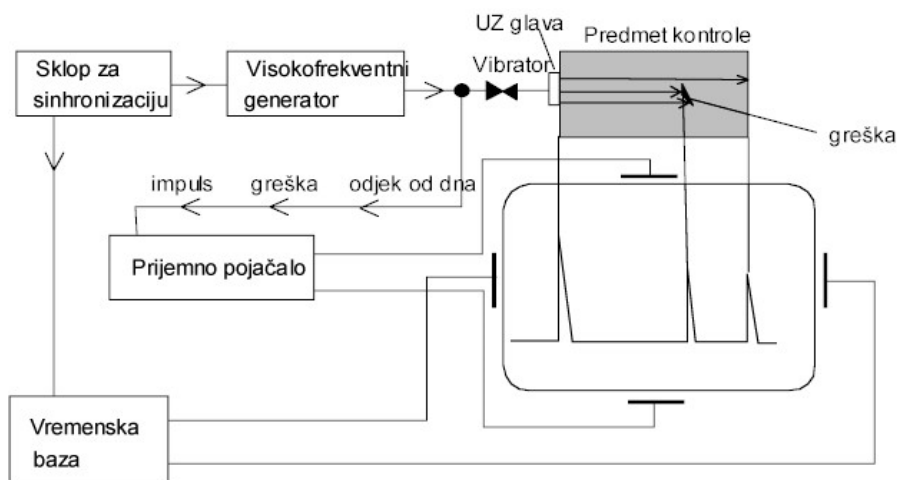 UZ glava
Predmet kontrole
Sklop za
sinhronizaciju
Visokofrekventni
generator
Vibrator
greška
impuls
greška
odjek od dna
Prijemno pojačalo
Vremenska
baza